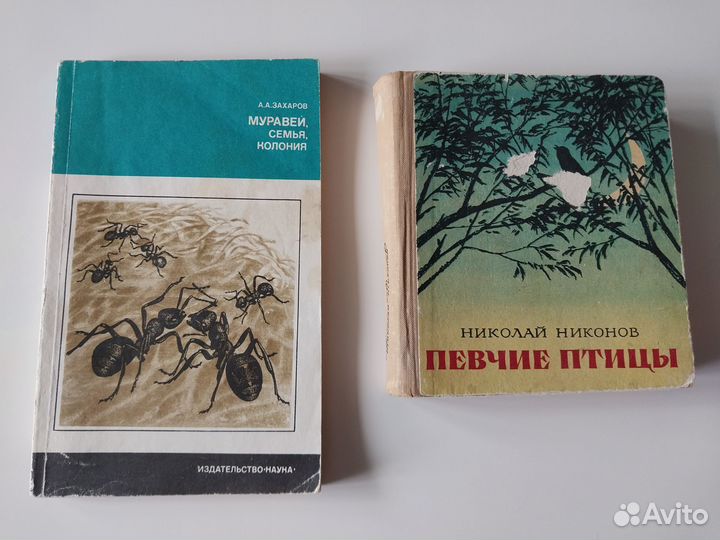 А.А.ЗАХАРОВ
МУРАВЕЙ,
СЕМЬЯ,
КОЛОНИЯ
ИЗДАТЕЛЬСТВО·НАУКА·
НИКОЛАЙ НИКОНОВ
ПЕВЧИЕ ПТИЦЫ
Avito